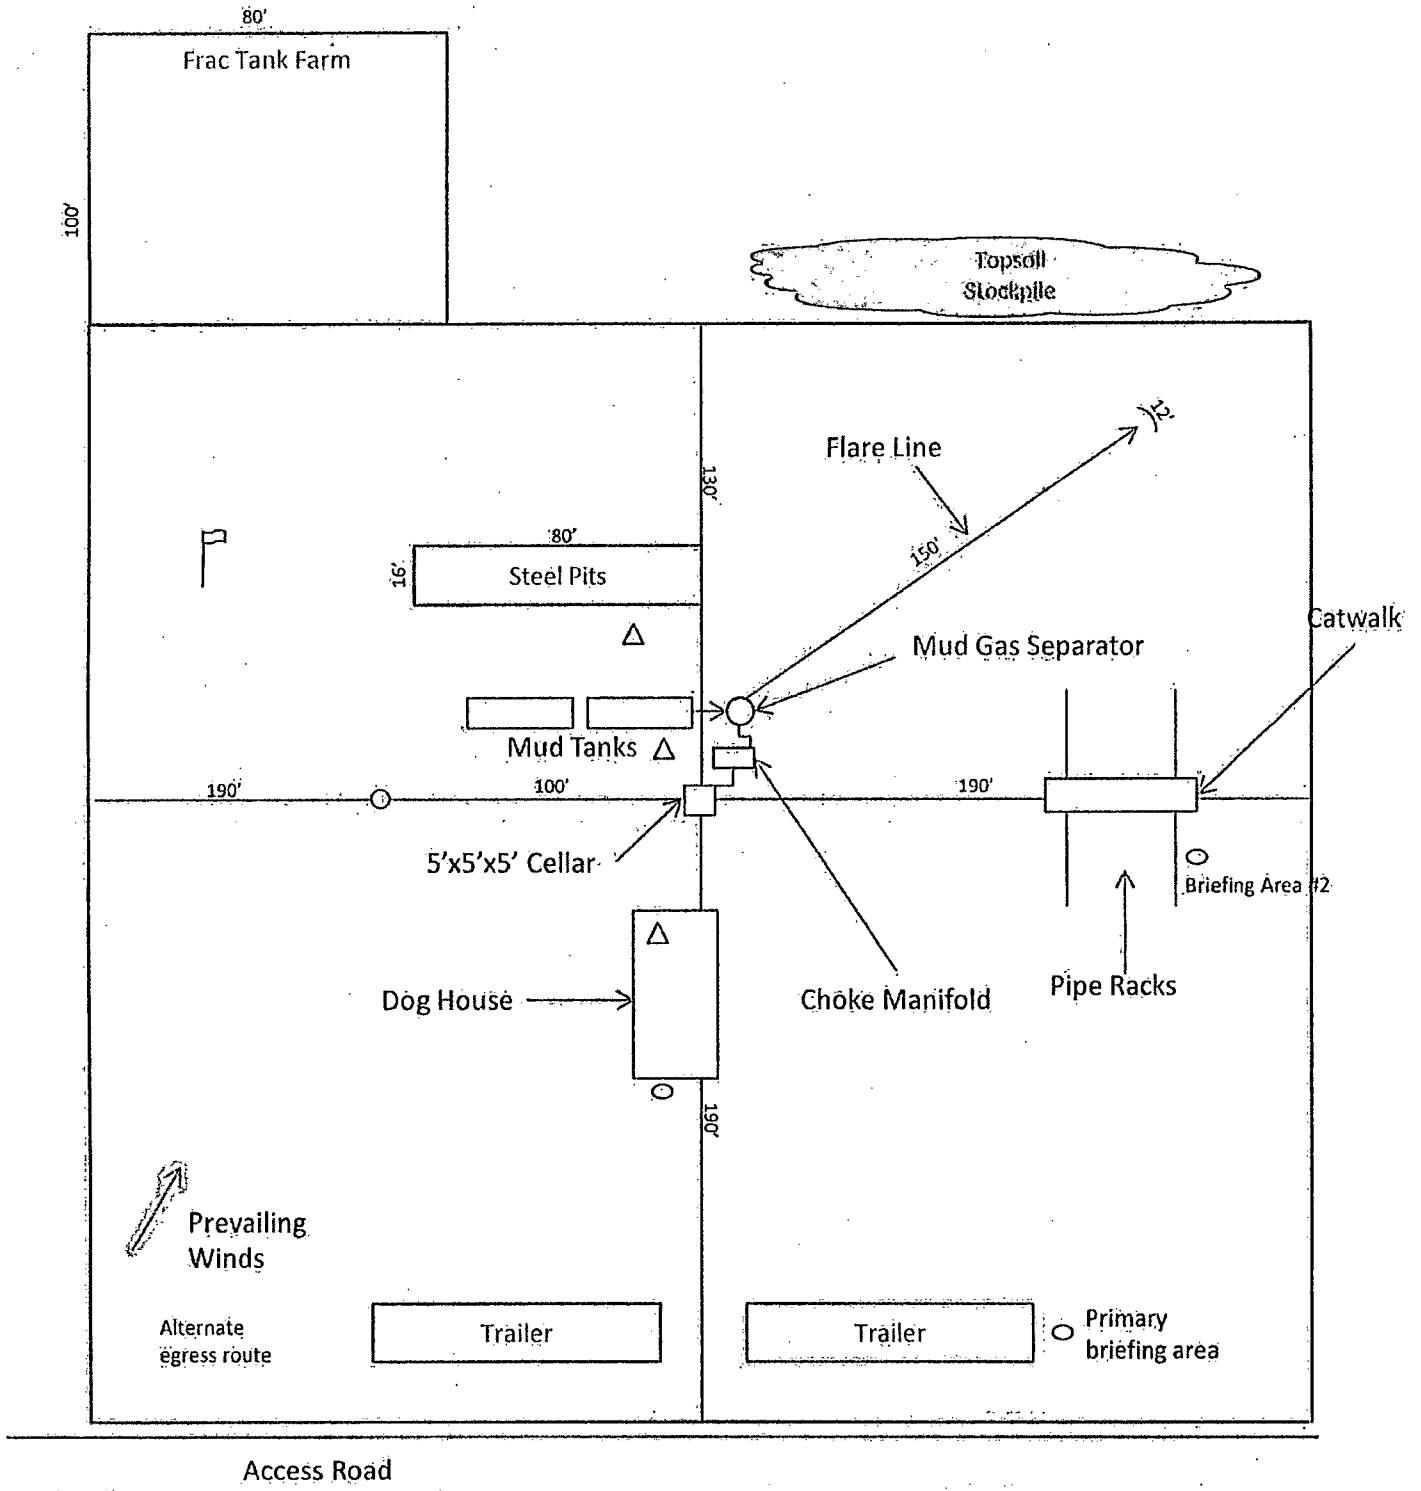 80'
Frac Tank Farm
100'
Topsoil
Stockpile
12'
Flare Line
130'
150'
80'
16'
Steel Pits
Catwalk
Mud Gas Separator
Mud Tanks
190'
100'
190'
5'x5'x5' Cellar
Briefing Area #2
Dog House
Choke Manifold
Pipe Racks
190'
Prevailing
Winds
Alternate
egress route
Trailer
Trailer
Primary
briefing area
Access Road